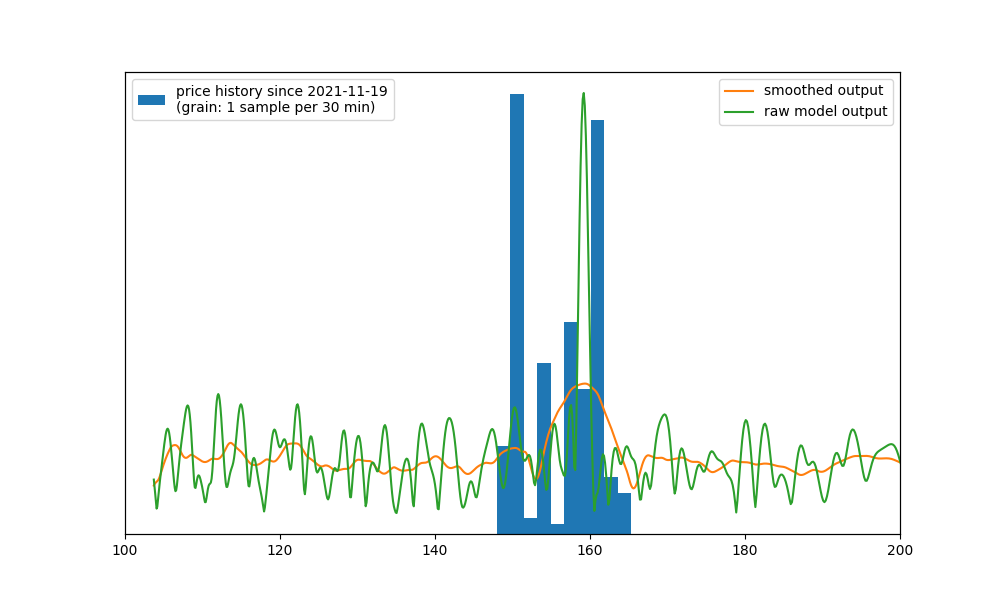 price history since 2021-11-19
(grain: 1 sample per 30 min)
smoothed output
raw model output
100
120
140
160
180
200